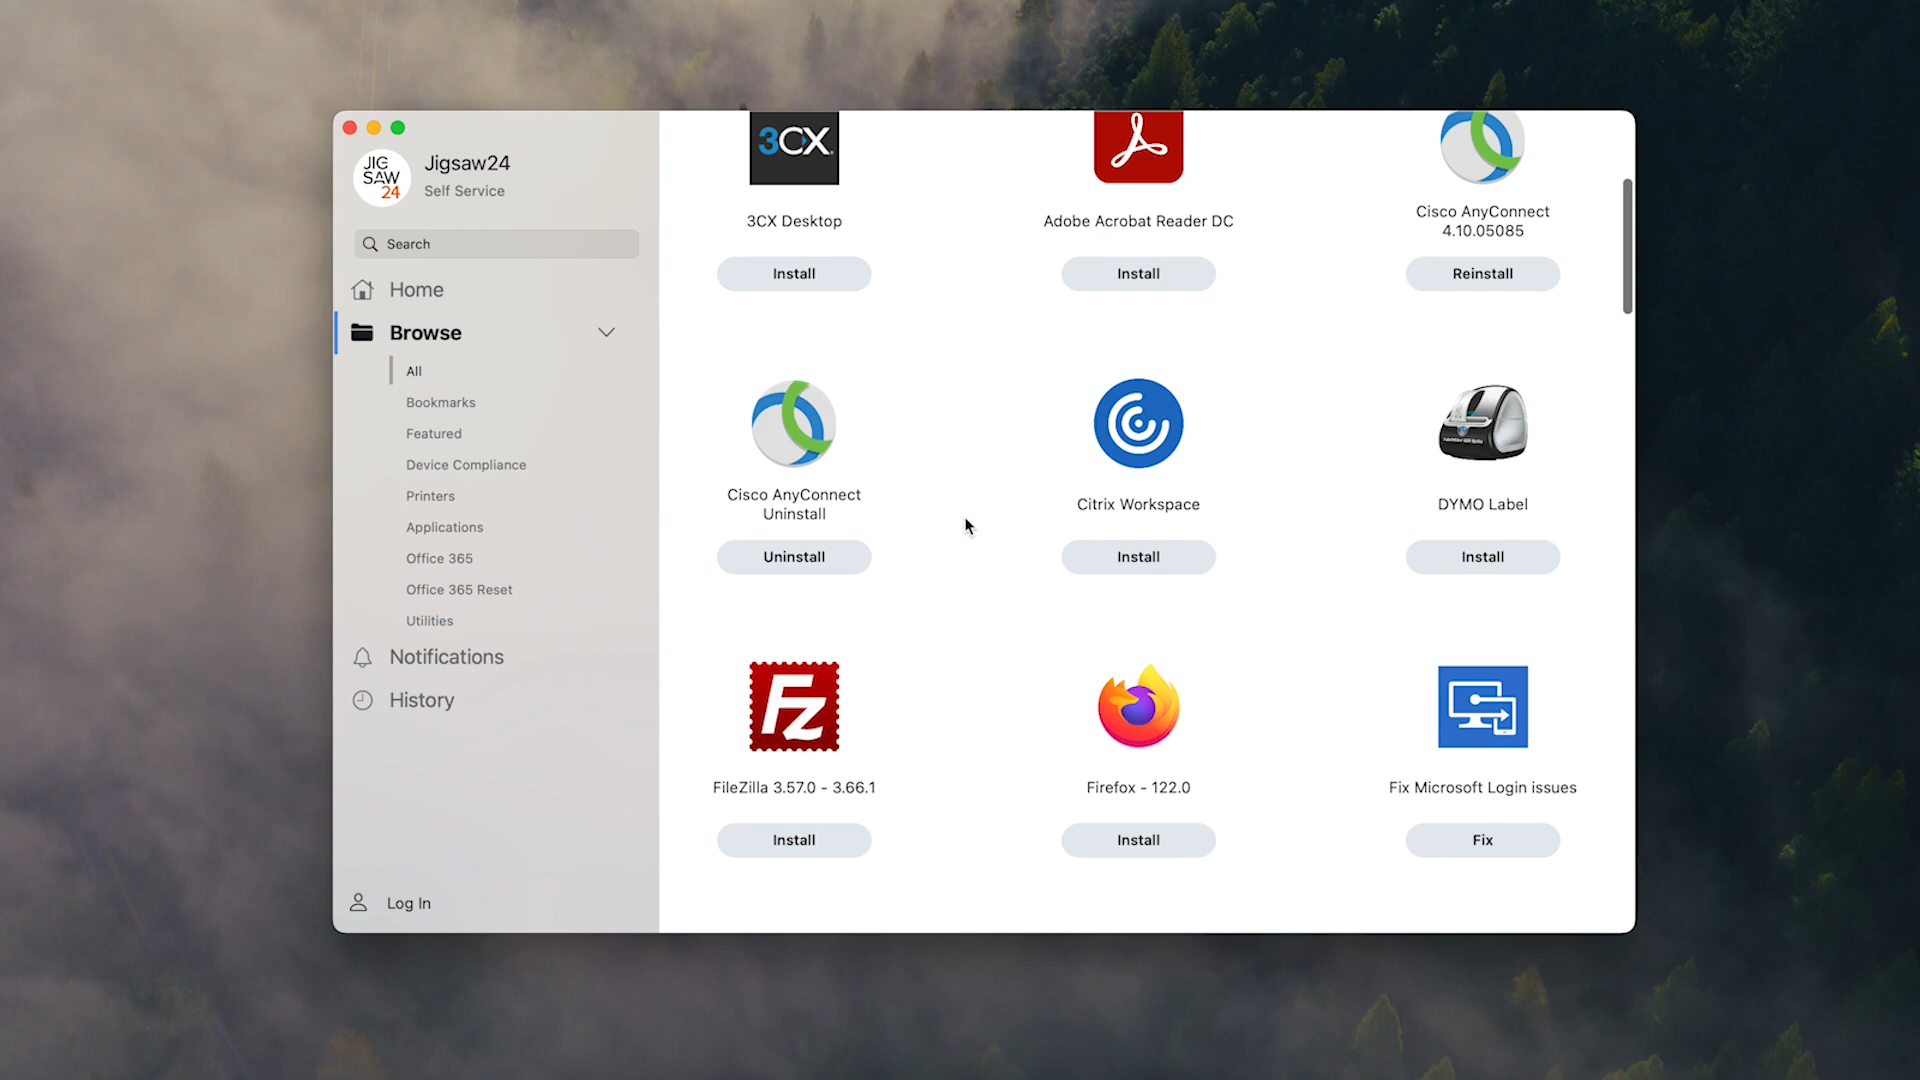 JIG
SAW
24
Jigsaw24
Self Service
Search
Home
Browse
All
Bookmarks
Featured
Device Compliance
Printers
Applications
Office 365
Office 365 Reset
Utilities
Notifications
History
Log In
3CX
3CX Desktop
Install
Adobe Acrobat Reader DC
Install
Cisco AnyConnect
4.10.05085
Reinstall
Cisco AnyConnect
Uninstall
Uninstall
Citrix Workspace
Install
DYMO Label
Install
Fz
FileZilla 3.57.0 - 3.66.1
Install
Firefox - 122.0
Install
Fix Microsoft Login issues
Fix